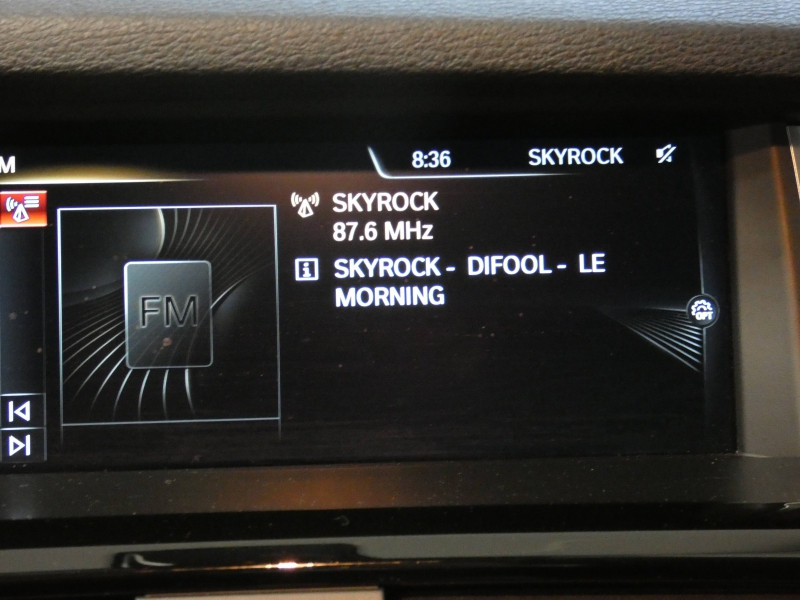 M
8:36 SKYROCK
SKYROCK
87.6 MHz
SKYROCK - DIFOOL - LE
MORNING
FM
OPT